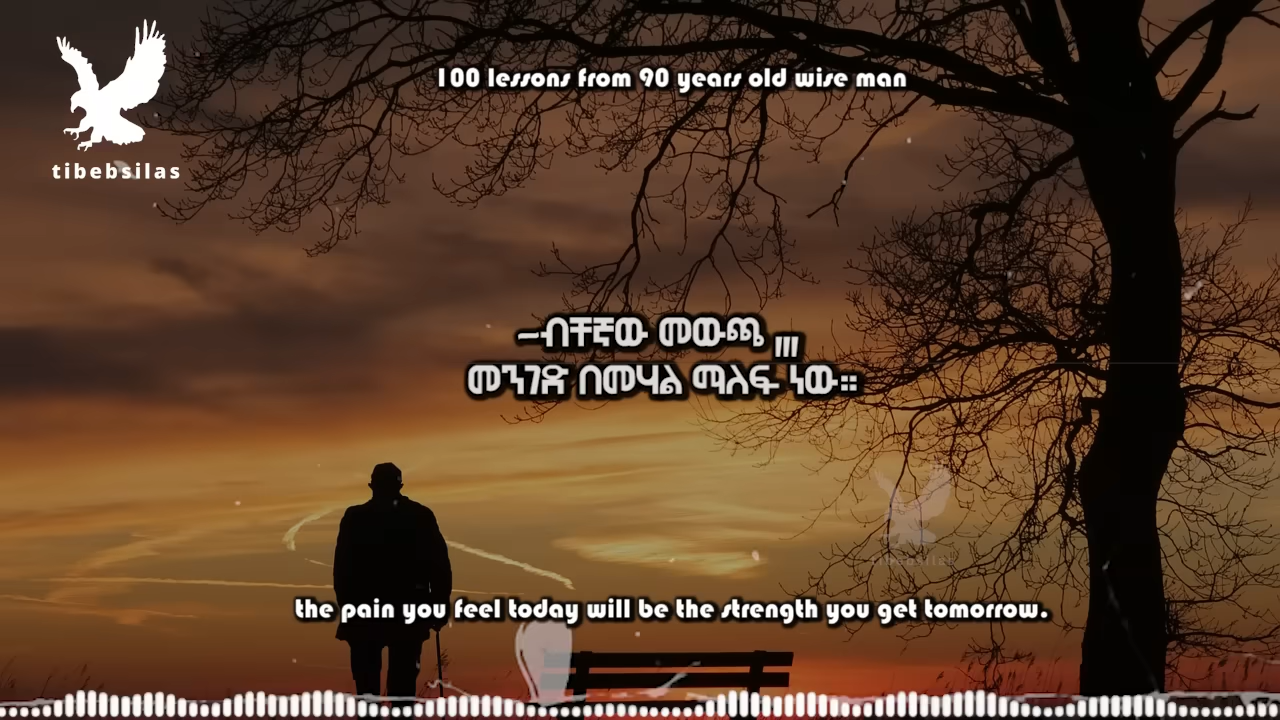 tibebsilas
100 lessons from 90 years old wise man
–ብቸኛው መውጫ ,,,
መንገድ በመሃል ማለፍ ነው።
tibebsilas
the pain you feel today will be the strength you get tomorrow.